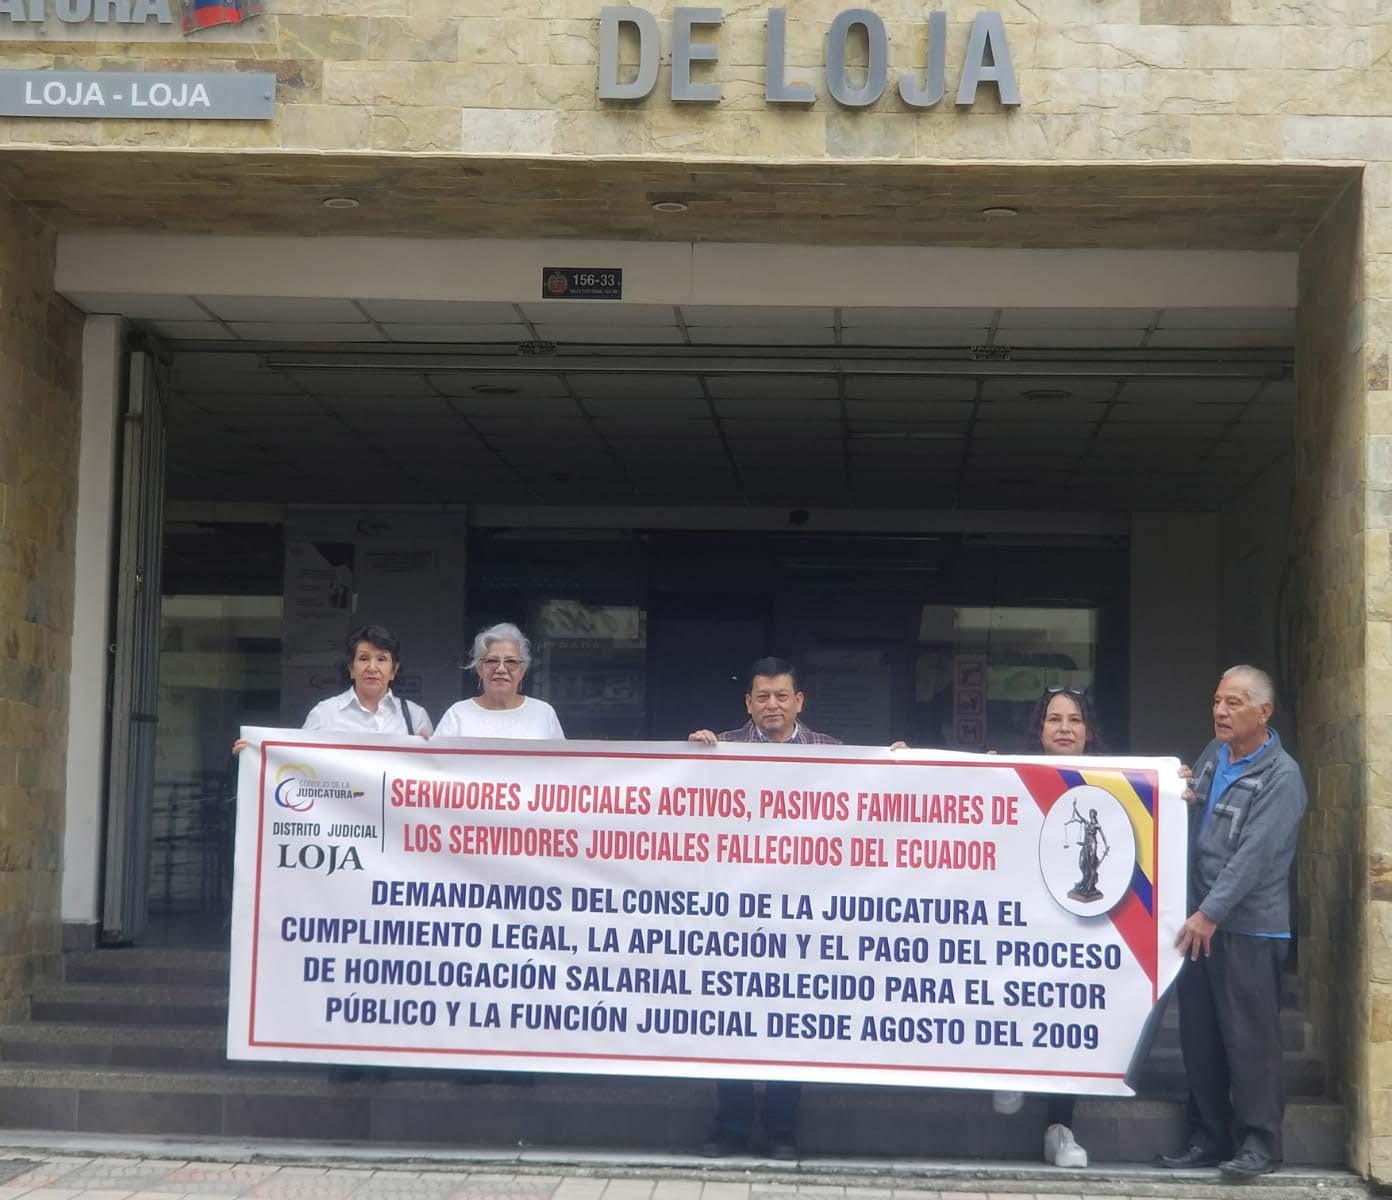 ATURA
LOJA - LOJA
DE LOJA
156-33
CONSEJO DE LA
JUDICATURA
DISTRITO JUDICIAL
LOJA
SERVIDORES JUDICIALES ACTIVOS, PASIVOS FAMILIARES DE
LOS SERVIDORES JUDICIALES FALLECIDOS DEL ECUADOR
DEMANDAMOS DEL CONSEJO DE LA JUDICATURA EL
CUMPLIMIENTO LEGAL, LA APLICACIÓN Y EL PAGO DEL PROCESO
DE HOMOLOGACIÓN SALARIAL ESTABLECIDO PARA EL SECTOR
PÚBLICO Y LA FUNCIÓN JUDICIAL DESDE AGOSTO DEL 2009